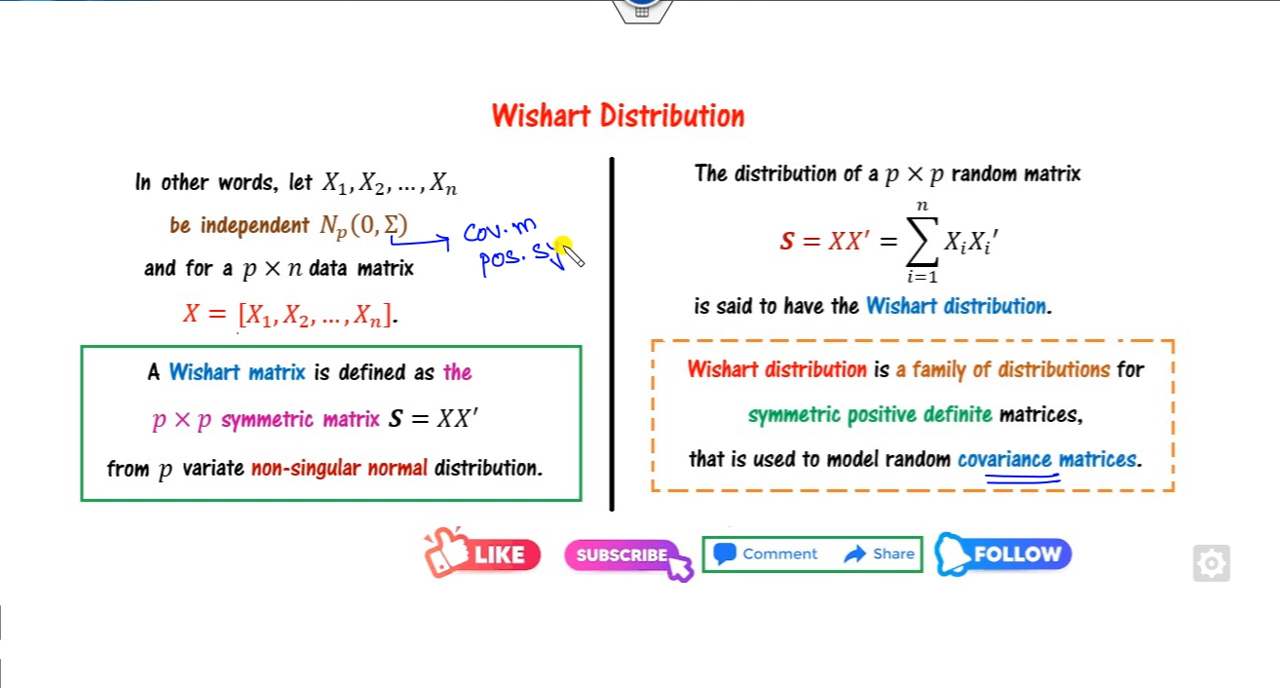 Wishart Distribution
In other words, let X₁, X₂, …, Xₙ
be independent Nₚ(0, Σ)
cov. m
pos. sy
and for a p × n data matrix
X = [X₁, X₂, …, Xₙ].
A Wishart matrix is defined as the
p × p symmetric matrix S = XX′
from p variate non-singular normal distribution.
The distribution of a p × p random matrix
S = XX′ = ∑ᵢ₌₁ⁿ XᵢXᵢ′
is said to have the Wishart distribution.
Wishart distribution is a family of distributions for
symmetric positive definite matrices,
that is used to model random covariance matrices.
LIKE
SUBSCRIBE
Comment
Share
FOLLOW